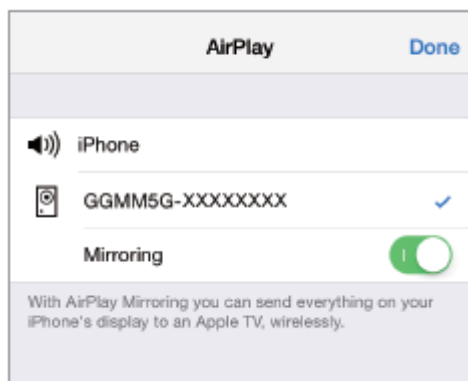 AirPlay
Done
iPhone
GGMM5G-XXXXXXXX
Mirroring
With AirPlay Mirroring you can send everything on your
iPhone's display to an Apple TV, wirelessly.